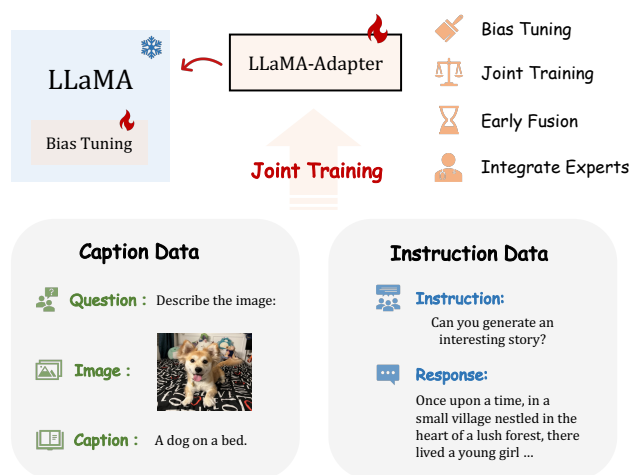 LLaMA
Bias Tuning
LLaMA-Adapter
Joint Training
Bias Tuning
Joint Training
Early Fusion
Integrate Experts
Caption Data
Question : Describe the image:
Image :
Caption : A dog on a bed.
Instruction Data
Instruction:
Can you generate an
interesting story?
Response:
Once upon a time, in a
small village nestled in the
heart of a lush forest, there
lived a young girl ...